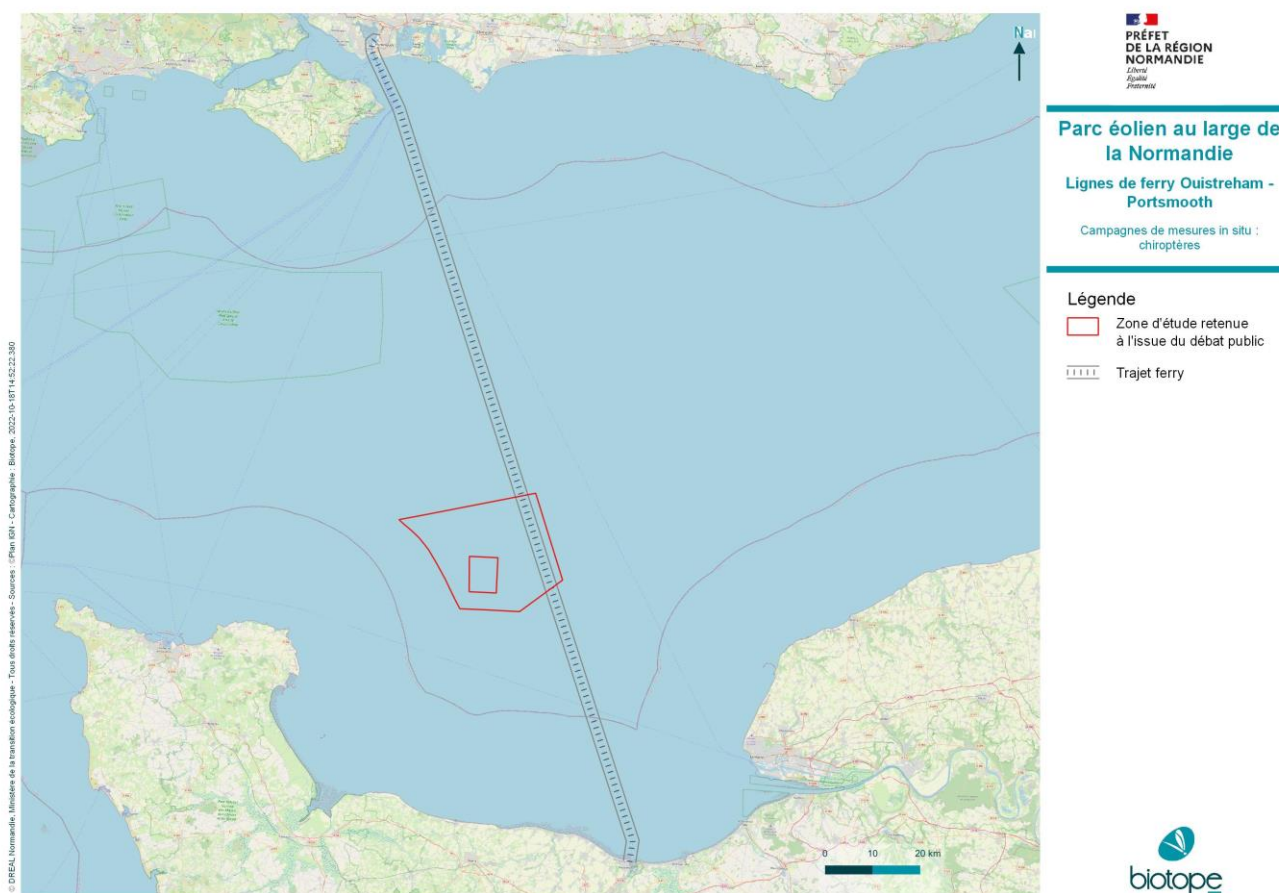 Nai
PRÉFET
DE LA RÉGION
NORMANDIE
Liberté
Égalité
Fraternité
Parc éolien au large de
la Normandie
Lignes de ferry Ouistreham -
Portsmooth
Campagnes de mesures in situ :
chiroptères
Légende
Zone d'étude retenue
à l'issue du débat public
Trajet ferry
0 10 20 km
© DREAL Normandie, Ministère de la transition écologique - Tous droits réservés - Sources : ©Plan IGN - Cartographie : Biotope, 2022-10-18T14:52:22.380
biotope